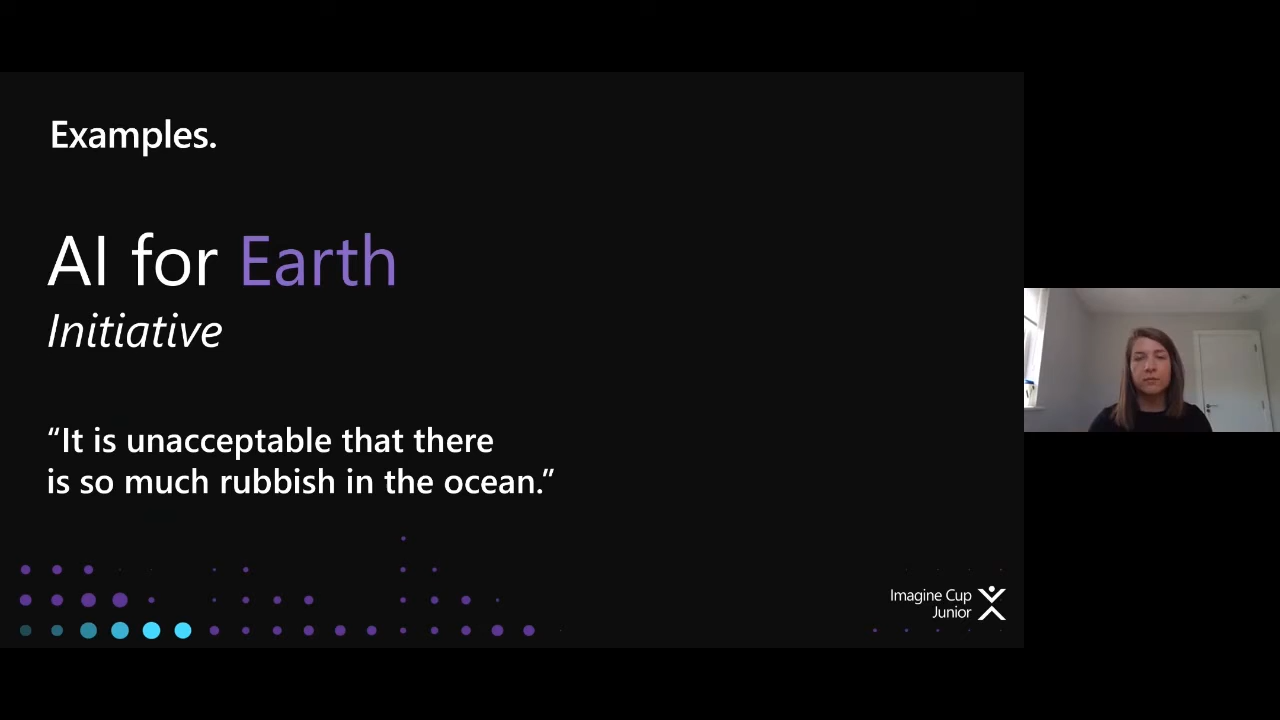 Examples.
AI for Earth
Initiative
“It is unacceptable that there
is so much rubbish in the ocean.”
Imagine Cup
Junior